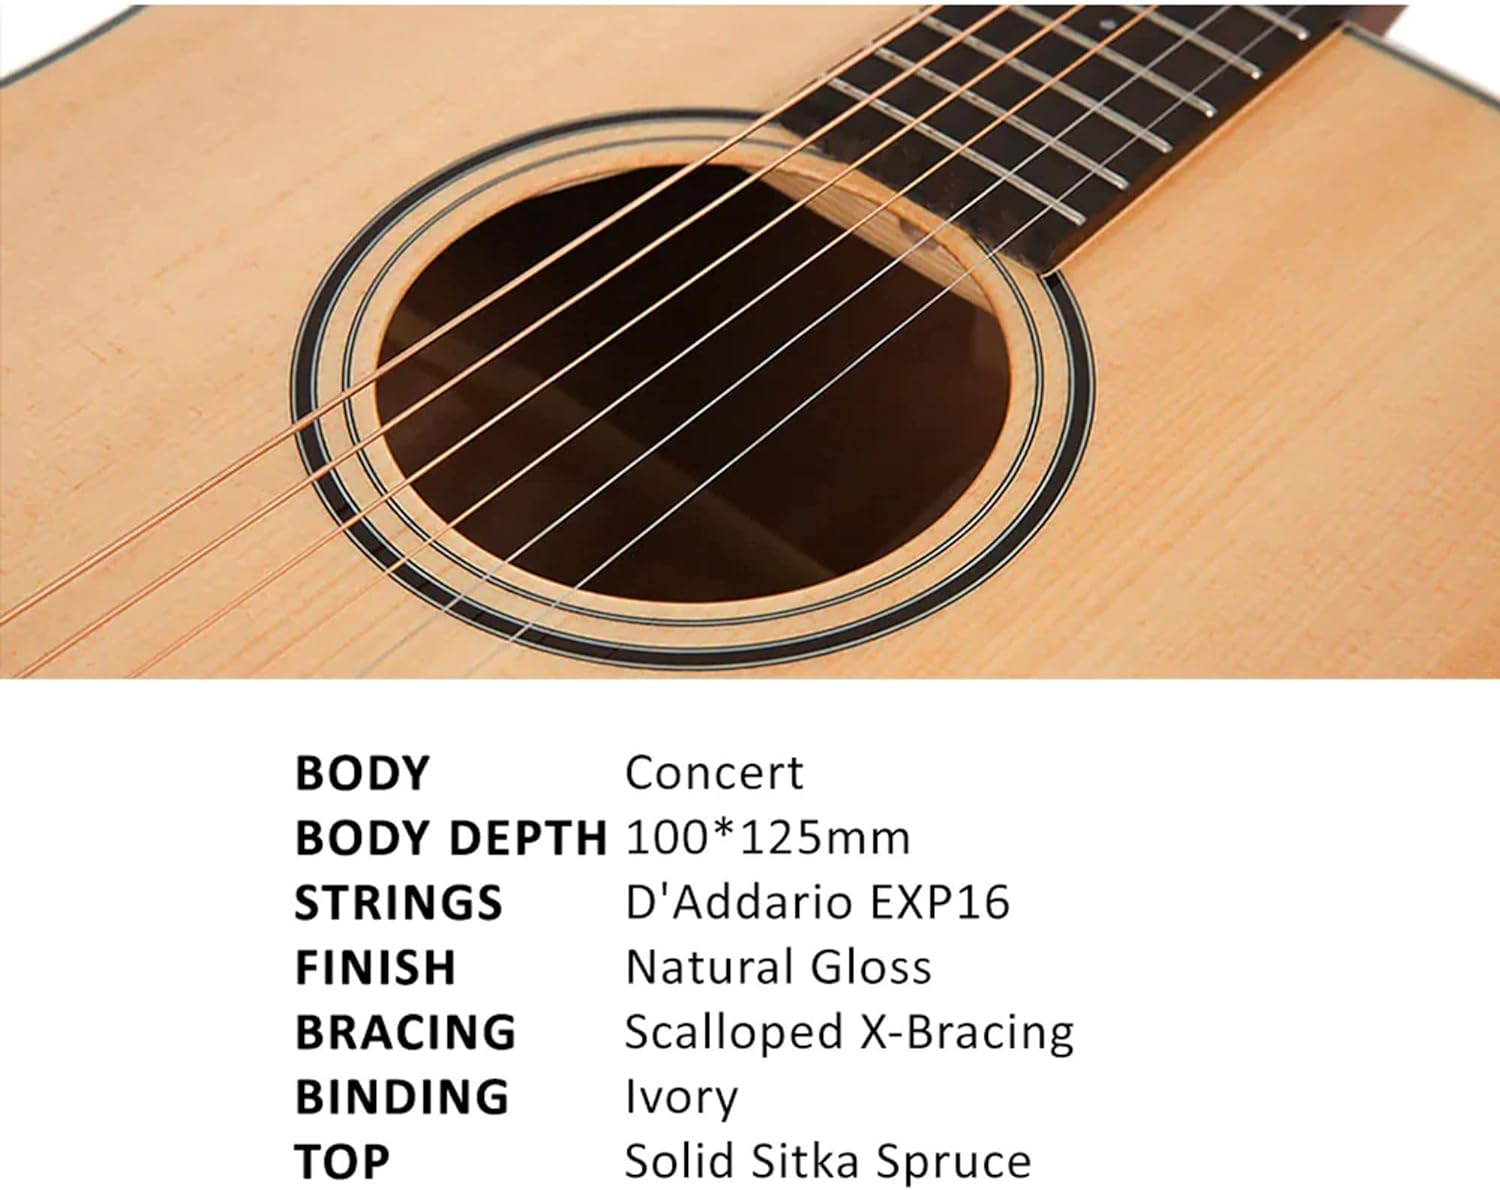 BODY Concert
BODY DEPTH 100*125mm
STRINGS D'Addario EXP16
FINISH Natural Gloss
BRACING Scalloped X-Bracing
BINDING Ivory
TOP Solid Sitka Spruce